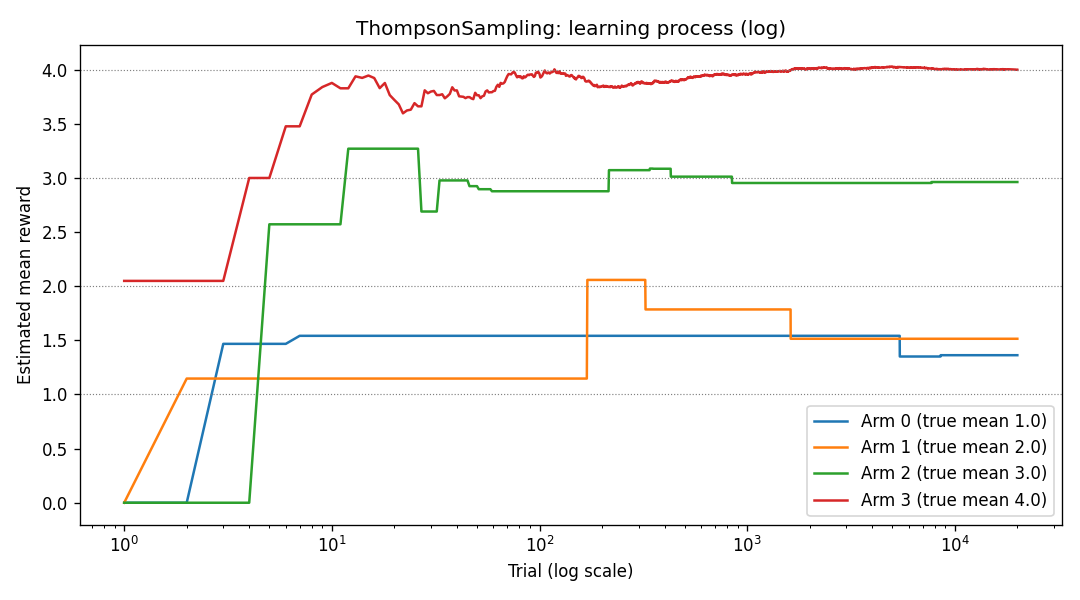 ThompsonSampling: learning process (log)
Estimated mean reward
4.0
3.5
3.0
2.5
2.0
1.5
1.0
0.5
0.0
10⁰ 10¹ 10² 10³ 10⁴
Trial (log scale)
Arm 0 (true mean 1.0)
Arm 1 (true mean 2.0)
Arm 2 (true mean 3.0)
Arm 3 (true mean 4.0)